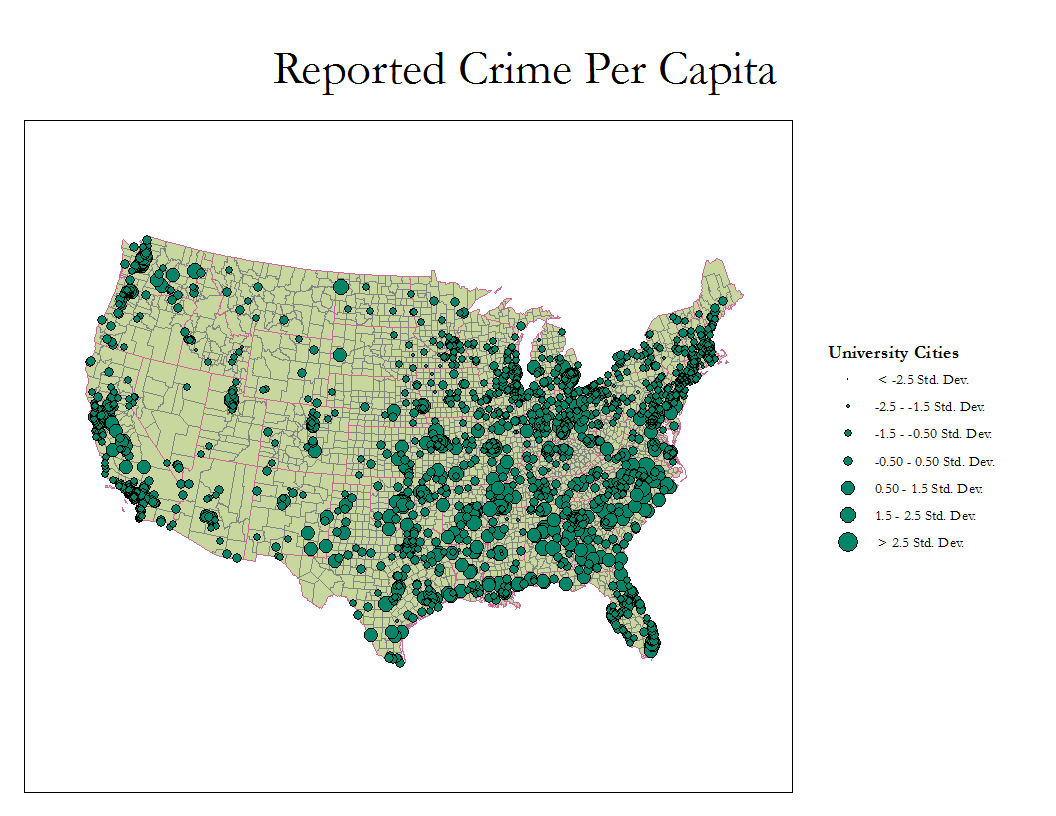 Reported Crime Per Capita
University Cities
< -2.5 Std. Dev.
-2.5 - -1.5 Std. Dev.
-1.5 - -0.50 Std. Dev.
-0.50 - 0.50 Std. Dev.
0.50 - 1.5 Std. Dev.
1.5 - 2.5 Std. Dev.
> 2.5 Std. Dev.